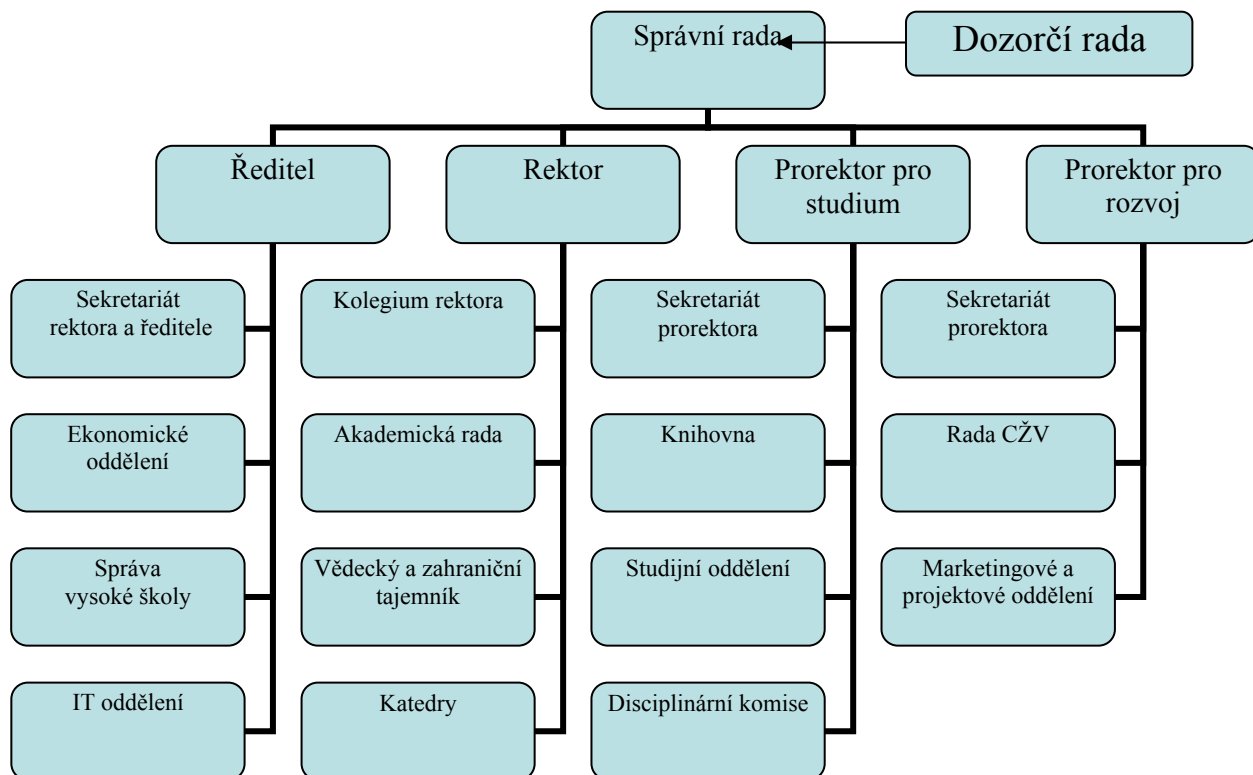 Správní rada
Dozorčí rada
Ředitel
Rektor
Prorektor pro
studium
Prorektor pro
rozvoj
Sekretariát
rektora a ředitele
Kolegium rektora
Sekretariát
prorektora
Sekretariát
prorektora
Ekonomické
oddělení
Akademická rada
Knihovna
Rada CŽV
Správa
vysoké školy
Vědecký a zahraniční
tajemník
Studijní oddělení
Marketingové a
projektové oddělení
IT oddělení
Katedry
Disciplinární komise